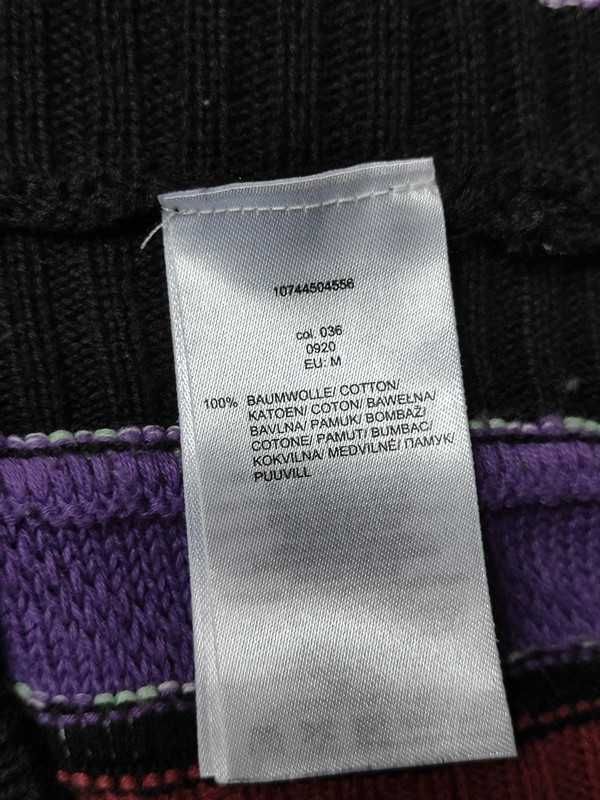 10744504556
col. 036
0920
EU: M
100% BAUMWOLLE/ COTTON/
KATOEN/ COTON/ BAWEŁNA/
BAVLNA/ PAMUK/ BOMBAŽ/
COTONE/ PAMUT/ BUMBAC/
KOKVILNA/ MEDVILNĖ/ ПАМУК/
PUUVILL